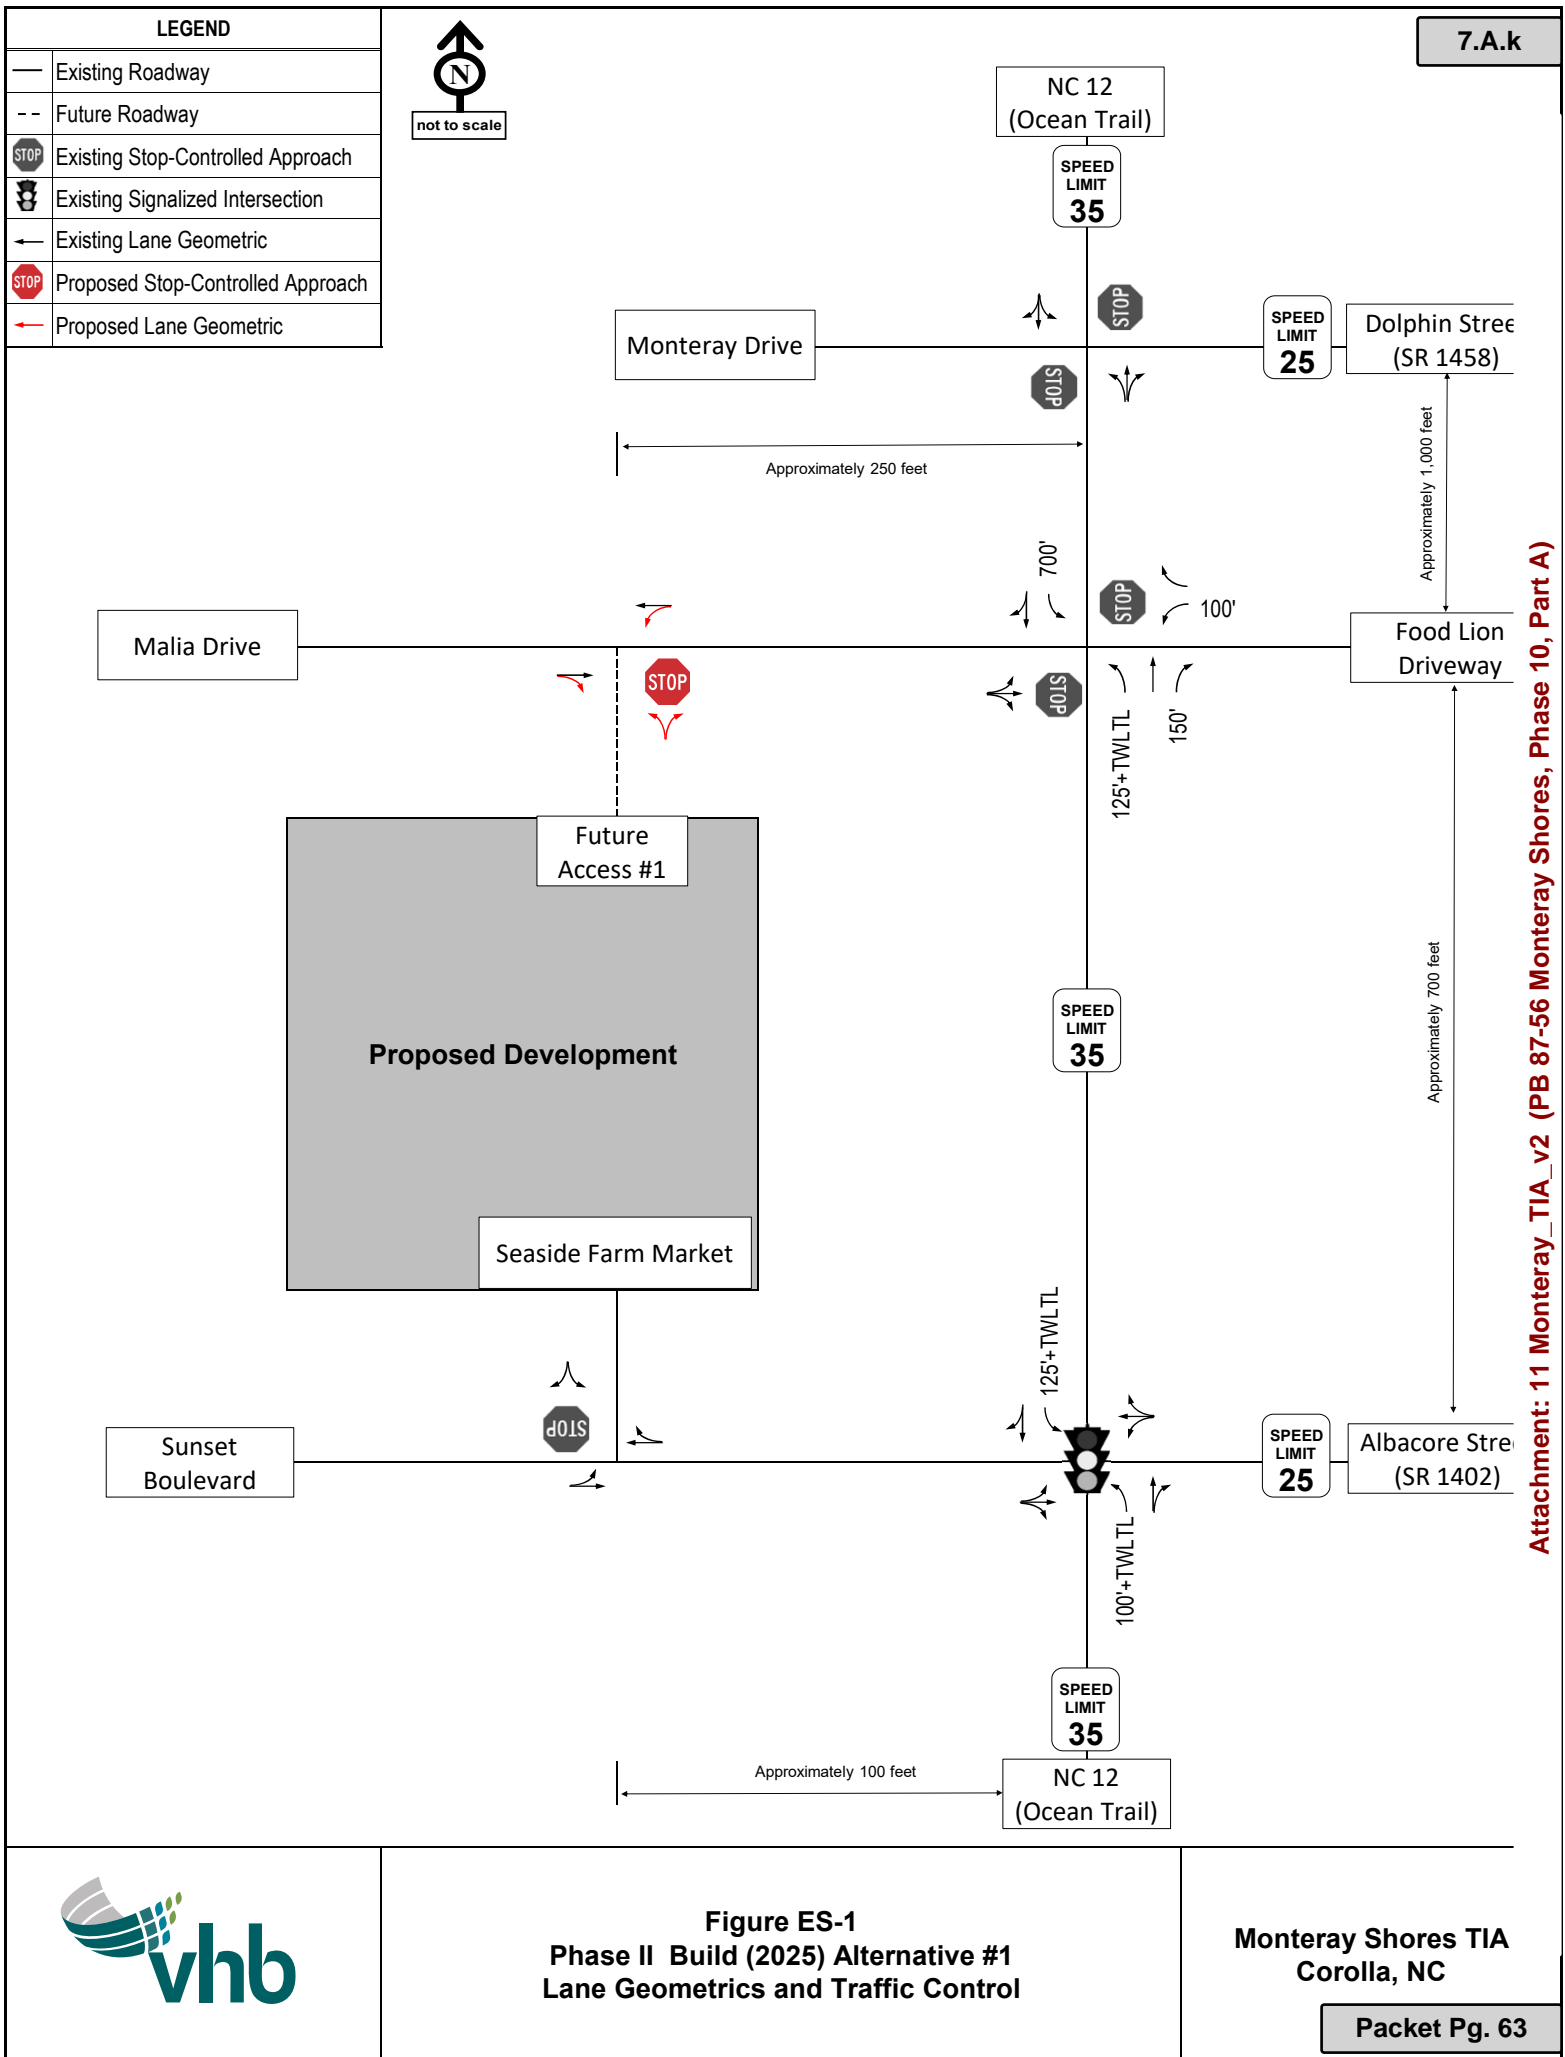 LEGEND
Existing Roadway
Future Roadway
STOP
Existing Stop-Controlled Approach
Existing Signalized Intersection
Existing Lane Geometric
STOP
Proposed Stop-Controlled Approach
Proposed Lane Geometric
N
not to scale
7.A.k
NC 12
(Ocean Trail)
SPEED
LIMIT
35
STOP
Monteray Drive
SPEED
LIMIT
25
Dolphin Stree
(SR 1458)
STOP
Approximately 250 feet
Approximately 1,000 feet
700'
STOP
100'
Malia Drive
Food Lion
Driveway
STOP
STOP
125'+TWLTL
150'
Future
Access #1
Proposed Development
SPEED
LIMIT
35
Approximately 700 feet
Seaside Farm Market
125'+TWLTL
STOP
Sunset
Boulevard
SPEED
LIMIT
25
Albacore Stre
(SR 1402)
100'+TWLTL
SPEED
LIMIT
35
Approximately 100 feet
NC 12
(Ocean Trail)
Attachment: 11 Monteray_TIA_v2 (PB 87-56 Monteray Shores, Phase 10, Part A)
vhb
Figure ES-1
Phase II Build (2025) Alternative #1
Lane Geometrics and Traffic Control
Monteray Shores TIA
Corolla, NC
Packet Pg. 63